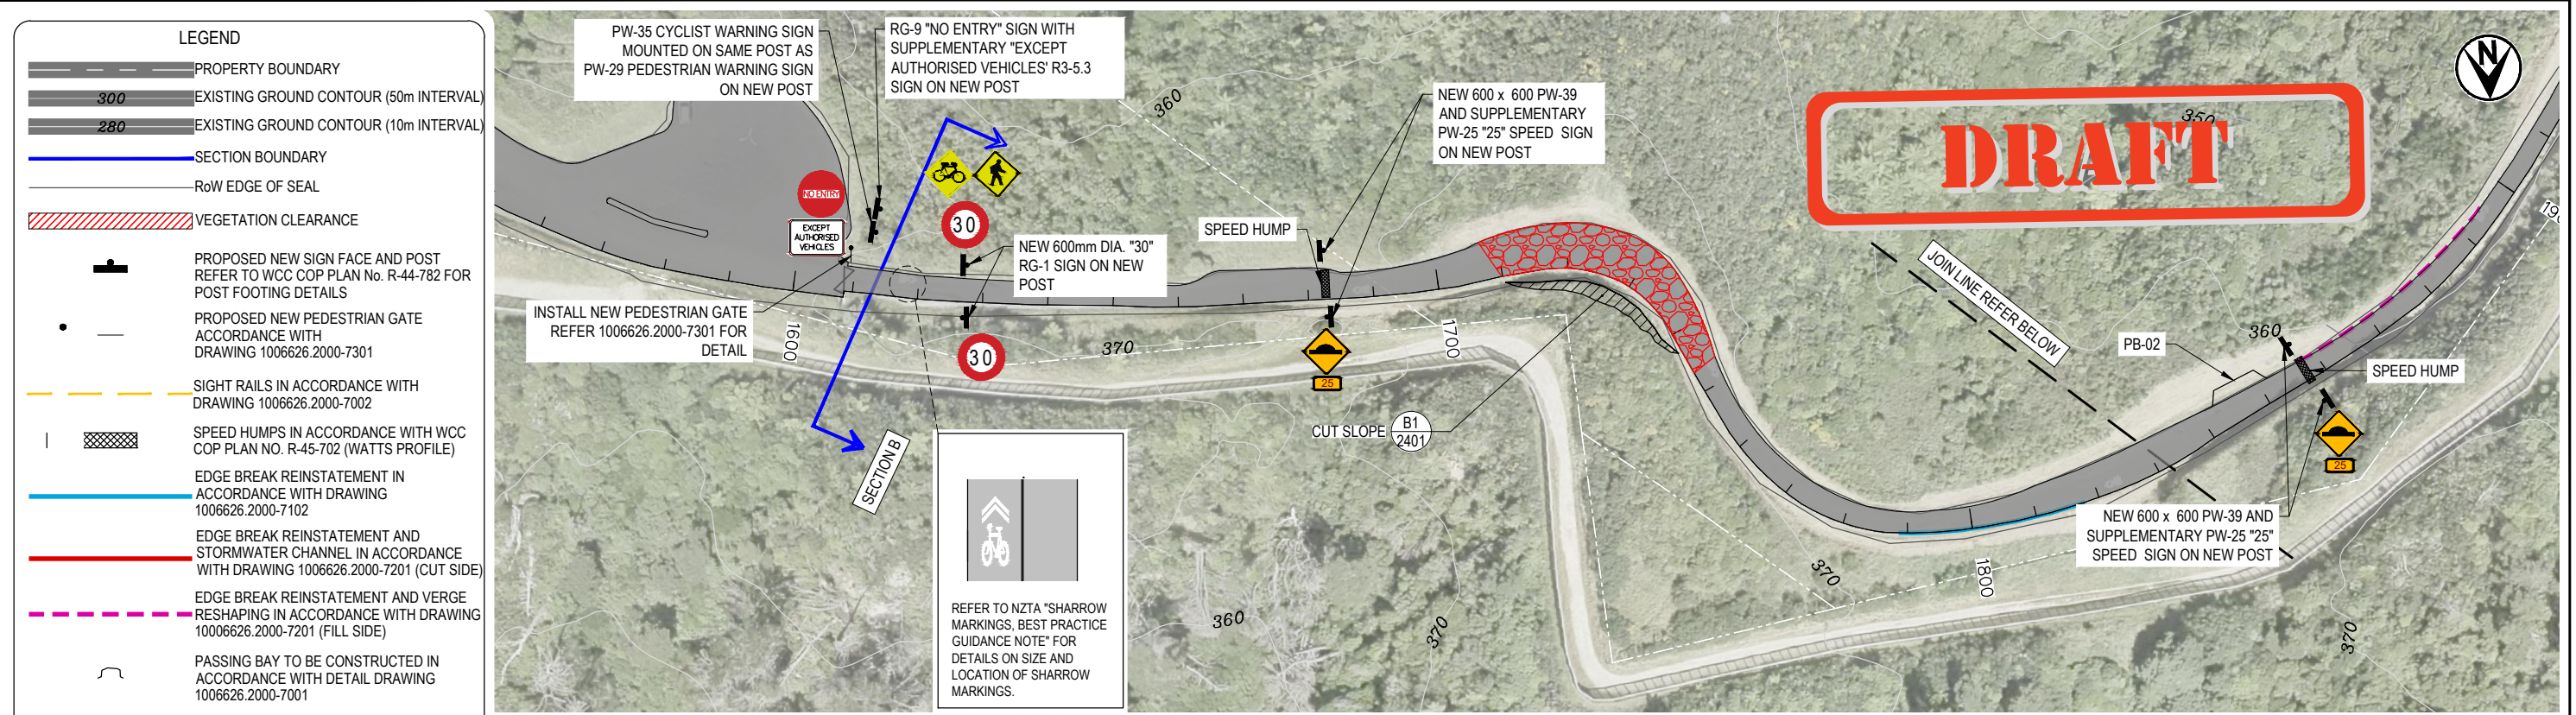 LEGEND
PROPERTY BOUNDARY
300
EXISTING GROUND CONTOUR (50m INTERVAL)
280
EXISTING GROUND CONTOUR (10m INTERVAL)
SECTION BOUNDARY
RoW EDGE OF SEAL
VEGETATION CLEARANCE
PROPOSED NEW SIGN FACE AND POST
REFER TO WCC COP PLAN No. R-44-782 FOR
POST FOOTING DETAILS
PROPOSED NEW PEDESTRIAN GATE
ACCORDANCE WITH
DRAWING 1006626.2000-7301
SIGHT RAILS IN ACCORDANCE WITH
DRAWING 1006626.2000-7002
SPEED HUMPS IN ACCORDANCE WITH WCC
COP PLAN NO. R-45-702 (WATTS PROFILE)
EDGE BREAK REINSTATEMENT IN
ACCORDANCE WITH DRAWING
1006626.2000-7102
EDGE BREAK REINSTATEMENT AND
STORMWATER CHANNEL IN ACCORDANCE
WITH DRAWING 1006626.2000-7201 (CUT SIDE)
EDGE BREAK REINSTATEMENT AND VERGE
RESHAPING IN ACCORDANCE WITH DRAWING
10006626.2000-7201 (FILL SIDE)
PASSING BAY TO BE CONSTRUCTED IN
ACCORDANCE WITH DETAIL DRAWING
1006626.2000-7001
PW-35 CYCLIST WARNING SIGN
MOUNTED ON SAME POST AS
PW-29 PEDESTRIAN WARNING SIGN
ON NEW POST
RG-9 "NO ENTRY" SIGN WITH
SUPPLEMENTARY "EXCEPT
AUTHORISED VEHICLES' R3-5.3
SIGN ON NEW POST
NO ENTRY
EXCEPT
AUTHORISED
VEHICLES
30
NEW 600mm DIA. "30"
RG-1 SIGN ON NEW
POST
30
INSTALL NEW PEDESTRIAN GATE
REFER 1006626.2000-7301 FOR
DETAIL
1600
370
SECTION B
REFER TO NZTA "SHARROW
MARKINGS, BEST PRACTICE
GUIDANCE NOTE" FOR
DETAILS ON SIZE AND
LOCATION OF SHARROW
MARKINGS.
360
SPEED HUMP
NEW 600 x 600 PW-39
AND SUPPLEMENTARY
PW-25 "25" SPEED SIGN
ON NEW POST
25
1700
CUT SLOPE
B1
2401
360
370
370
1800
JOIN LINE REFER BELOW
PB-02
360
SPEED HUMP
25
NEW 600 x 600 PW-39 AND
SUPPLEMENTARY PW-25 "25"
SPEED SIGN ON NEW POST
370
350
DRAFT
N